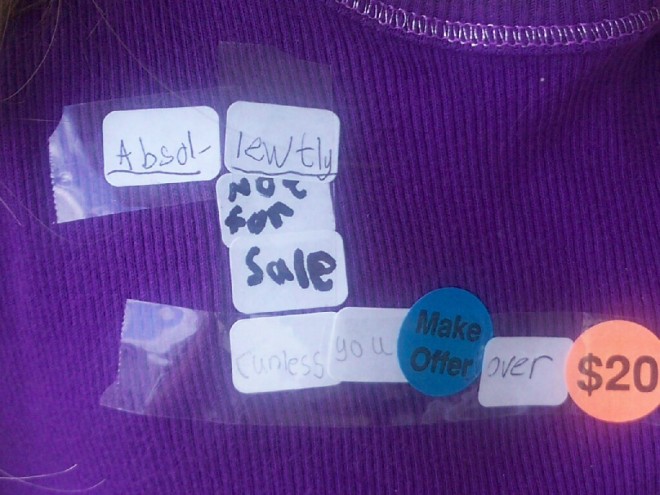 Absol- lewtly
NOt
for
Sale
(unless you Make Offer over $20